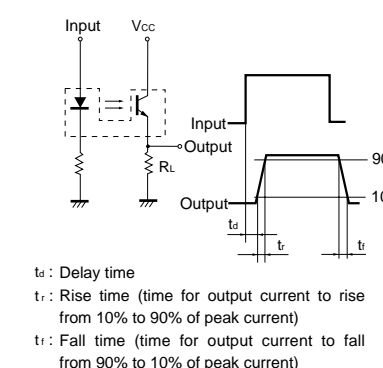 Input Vcc
Input
Output
RL
90
10
Output
td
tr
tf
td : Delay time
tr : Rise time (time for output current to rise
from 10% to 90% of peak current)
tf : Fall time (time for output current to fall
from 90% to 10% of peak current)